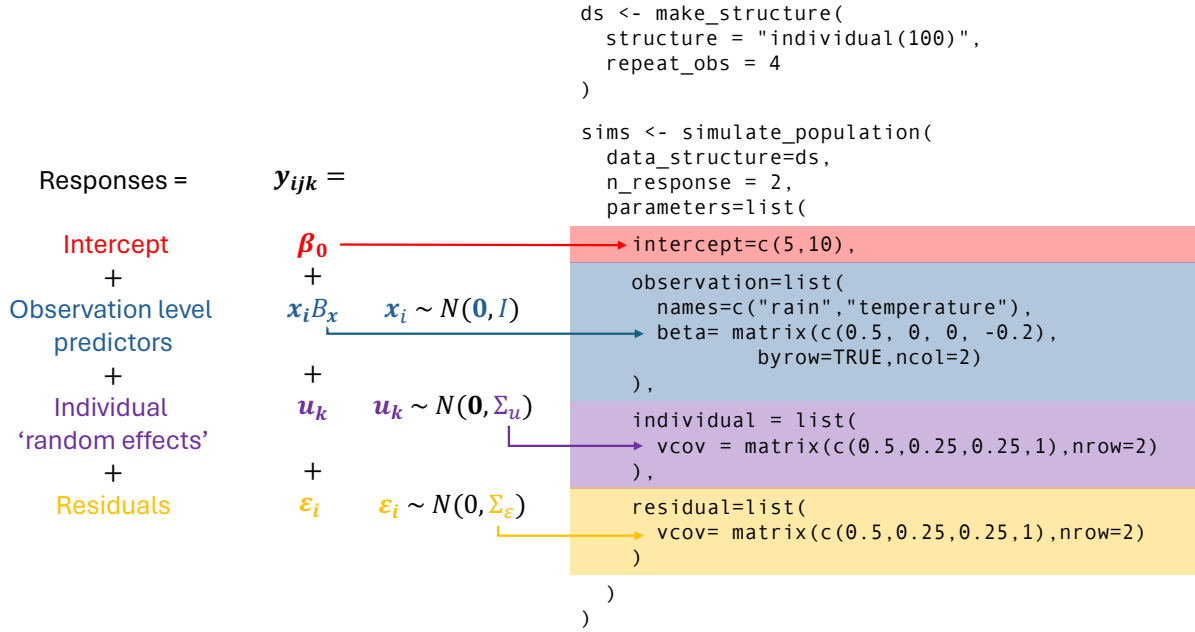 ds <- make_structure(
structure = "individual(100)",
repeat_obs = 4
)
sims <- simulate_population(
data_structure=ds,
n_response = 2,
parameters=list(
Responses = y_{ijk} =
Intercept β_0 intercept=c(5,10),
+ +
Observation level predictors x_i B_x x_i ~ N(0, I)
observation=list(
names=c("rain","temperature"),
beta= matrix(c(0.5, 0, 0, -0.2),
byrow=TRUE,ncol=2)
),
+ +
Individual 'random effects' u_k u_k ~ N(0, Σ_u)
individual = list(
vcov = matrix(c(0.5,0.25,0.25,1),nrow=2)
),
+ +
Residuals ε_i ε_i ~ N(0, Σ_ε)
residual=list(
vcov= matrix(c(0.5,0.25,0.25,1),nrow=2)
)
)
)